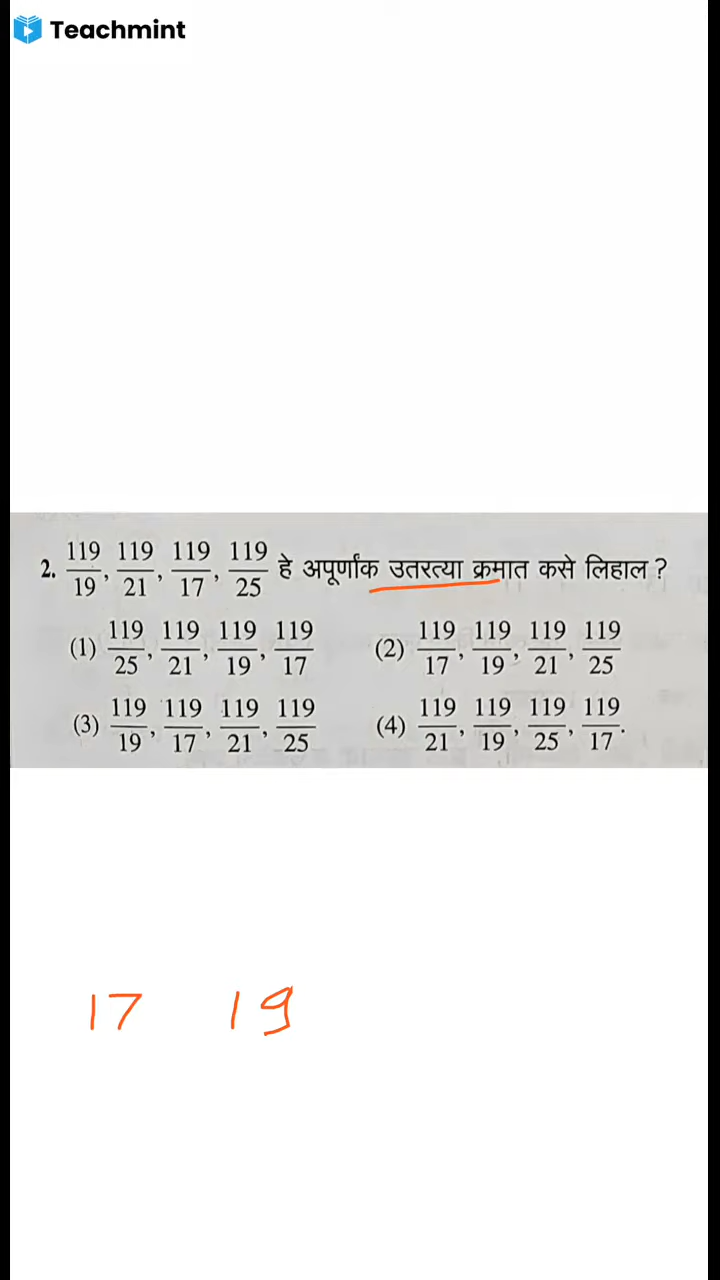 Teachmint
2. 119/19, 119/21, 119/17, 119/25 हे अपूर्णांक उतरत्या क्रमात कसे लिहाल ?
(1) 119/25, 119/21, 119/19, 119/17 (2) 119/17, 119/19, 119/21, 119/25
(3) 119/19, 119/17, 119/21, 119/25 (4) 119/21, 119/19, 119/25, 119/17.
17 19